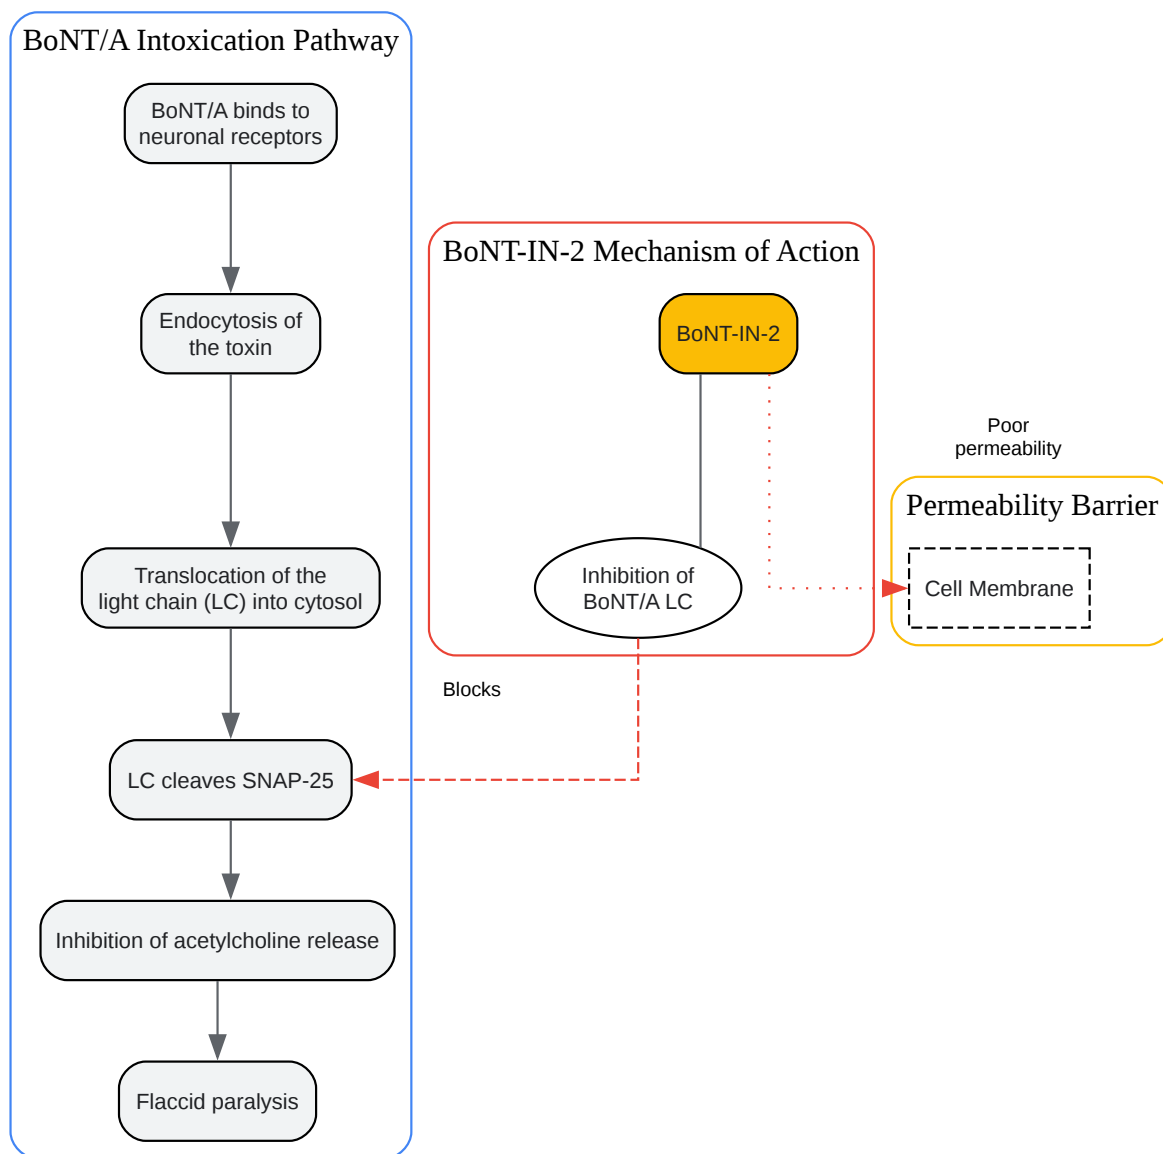 BoNT/A Intoxication Pathway
BoNT/A binds to
neuronal receptors
Endocytosis of
the toxin
Translocation of the
light chain (LC) into cytosol
LC cleaves SNAP-25
Inhibition of acetylcholine release
Flaccid paralysis
BoNT-IN-2 Mechanism of Action
BoNT-IN-2
Inhibition of
BoNT/A LC
Blocks
Poor
permeability
Permeability Barrier
Cell Membrane